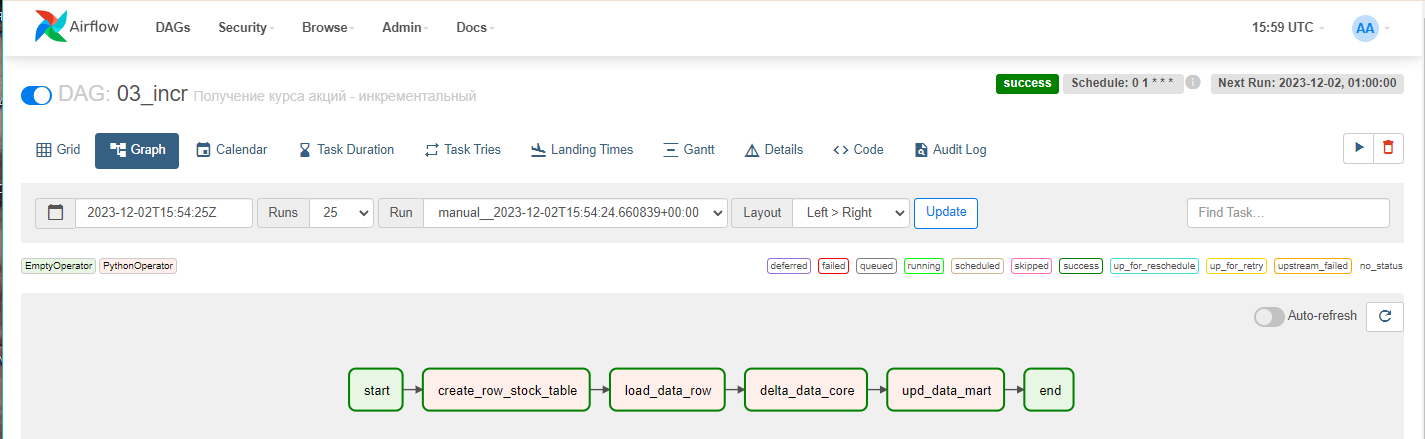 Airflow DAGs Security Browse Admin Docs 15:59 UTC AA
DAG: 03_incr Получение курса акций - инкрементальный success Schedule: 0 1 * * * i Next Run: 2023-12-02, 01:00:00
Grid Graph Calendar Task Duration Task Tries Landing Times Gantt Details Code Audit Log
2023-12-02T15:54:25Z Runs 25 Run manual__2023-12-02T15:54:24.660839+00:00 Layout Left > Right Update Find Task...
EmptyOperator PythonOperator deferred failed queued running scheduled skipped success up_for_reschedule up_for_retry upstream_failed no_status
Auto-refresh
start create_row_stock_table load_data_row delta_data_core upd_data_mart end